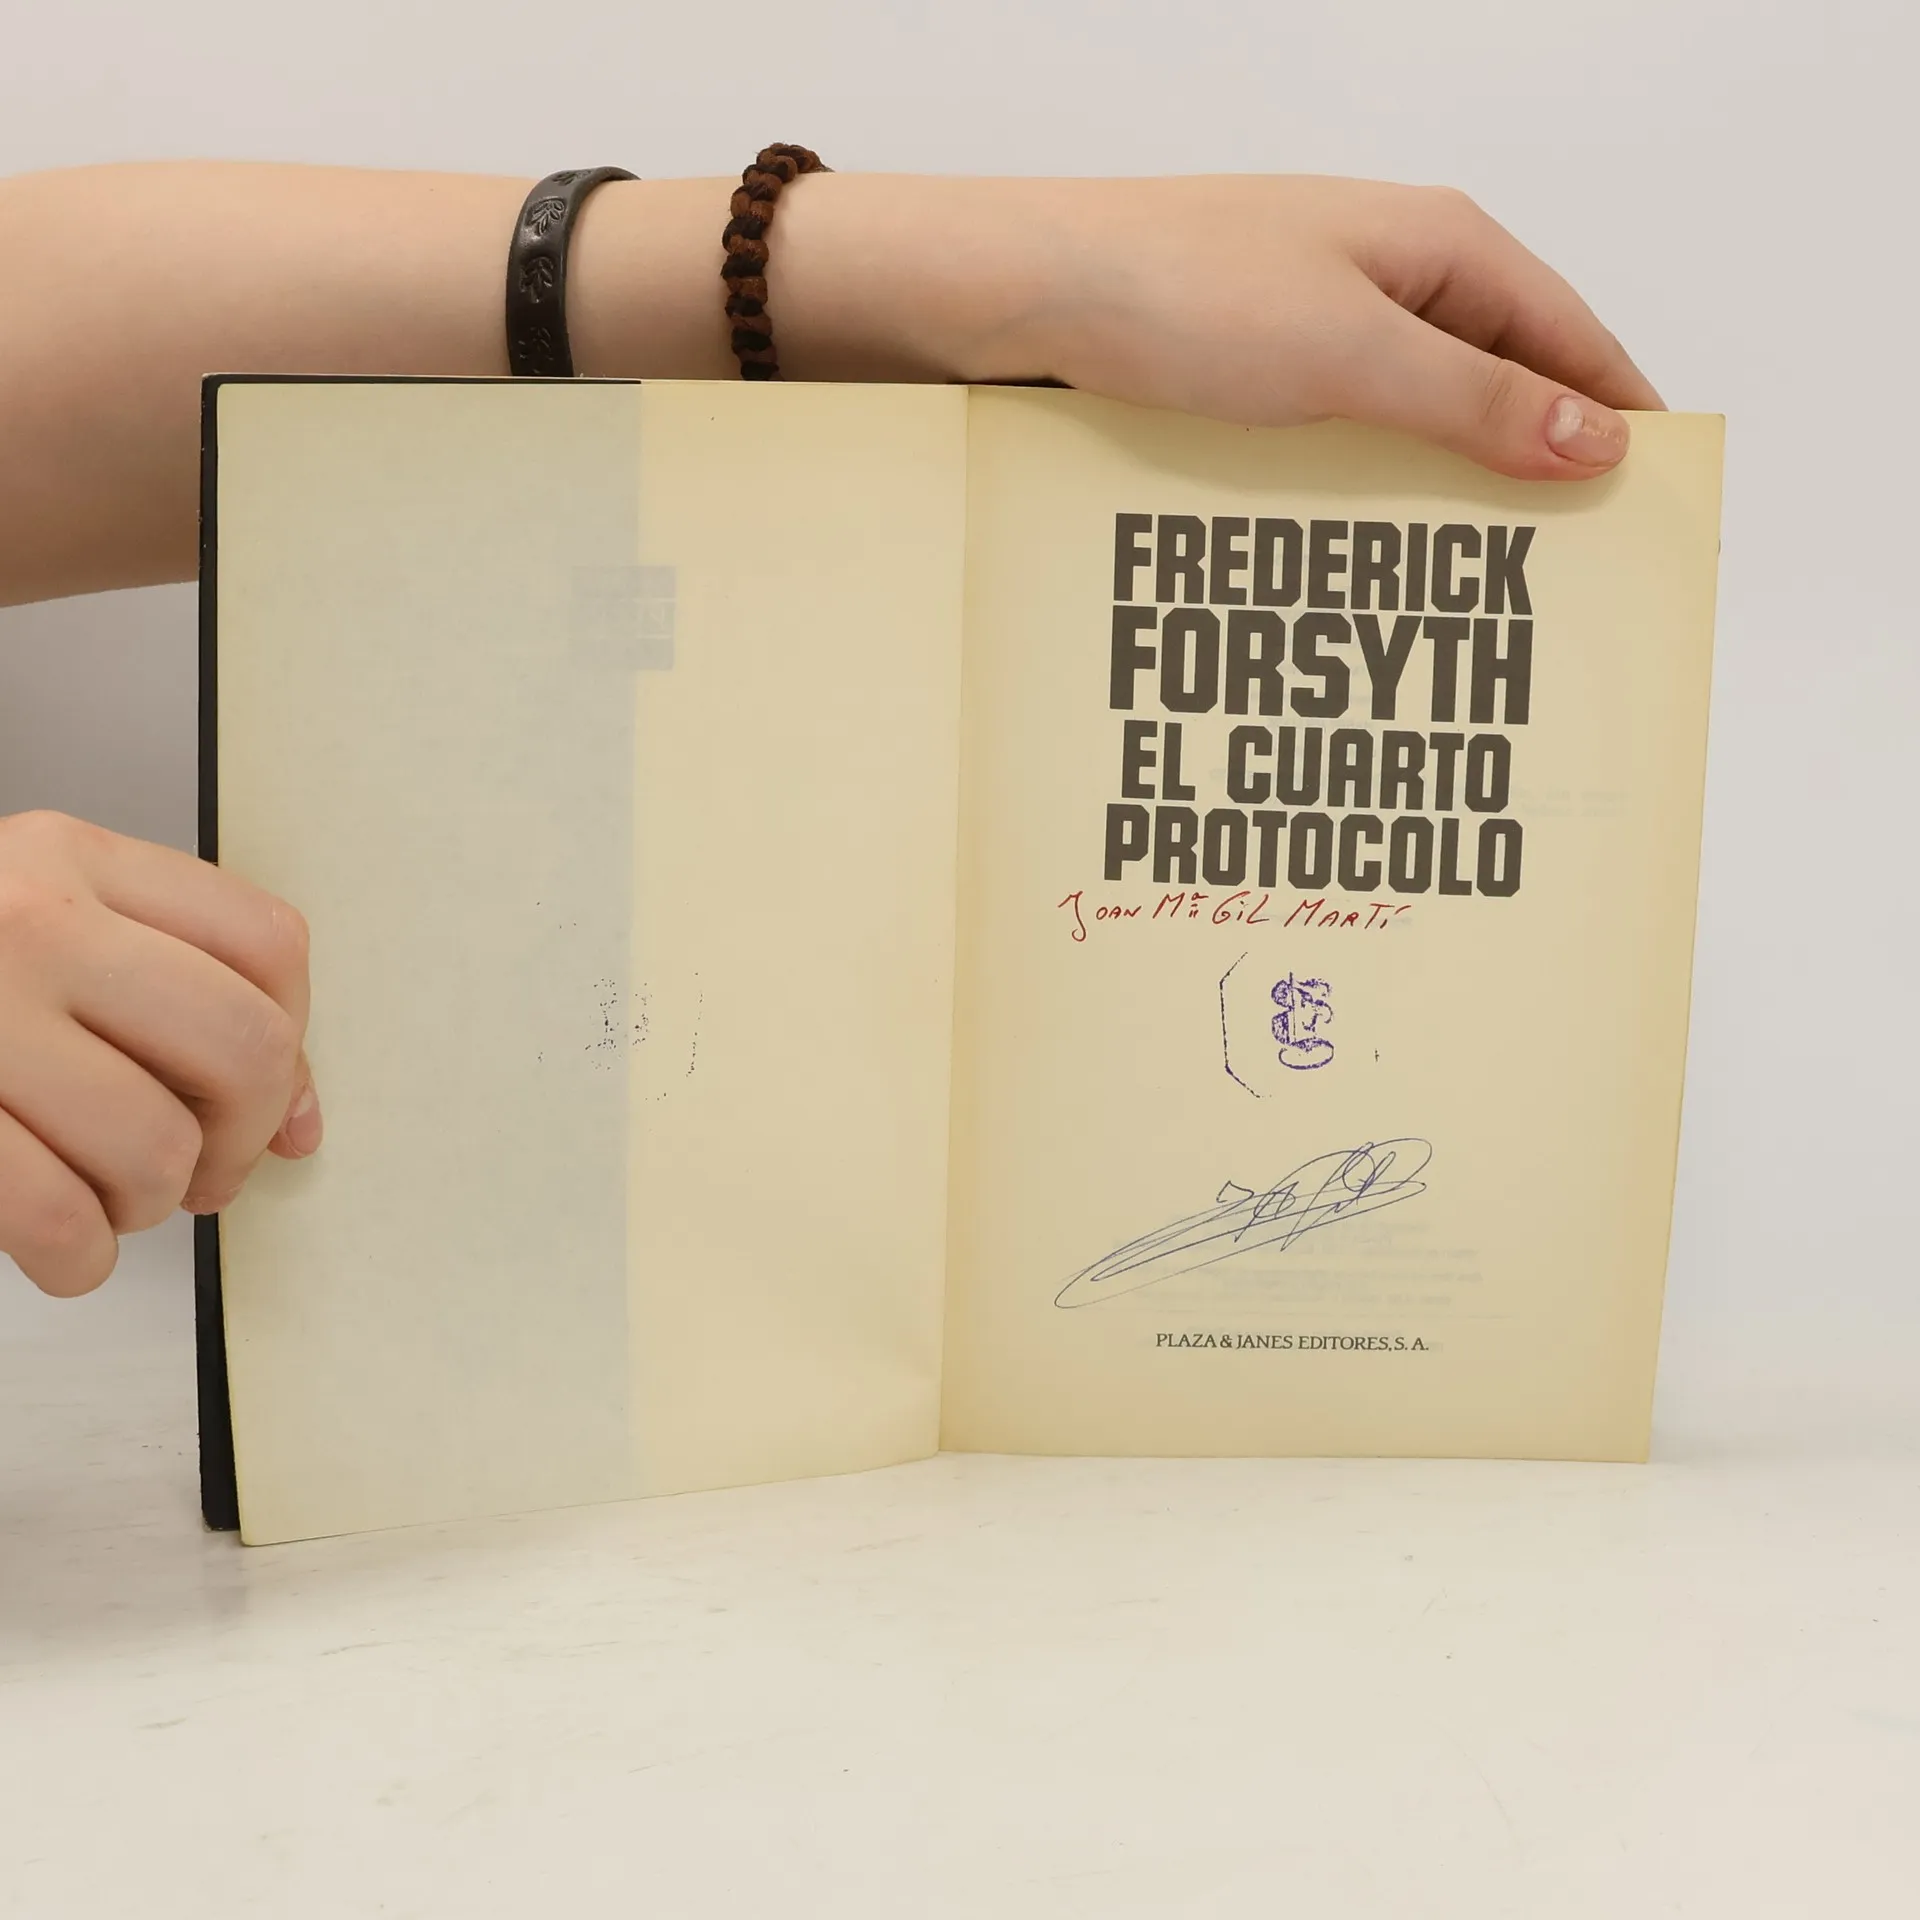 FREDERICK
FORSYTH
EL CUARTO
PROTOCOLO
JOAN Mª GiL MARTÍ
PLAZA & JANES EDITORES, S. A.